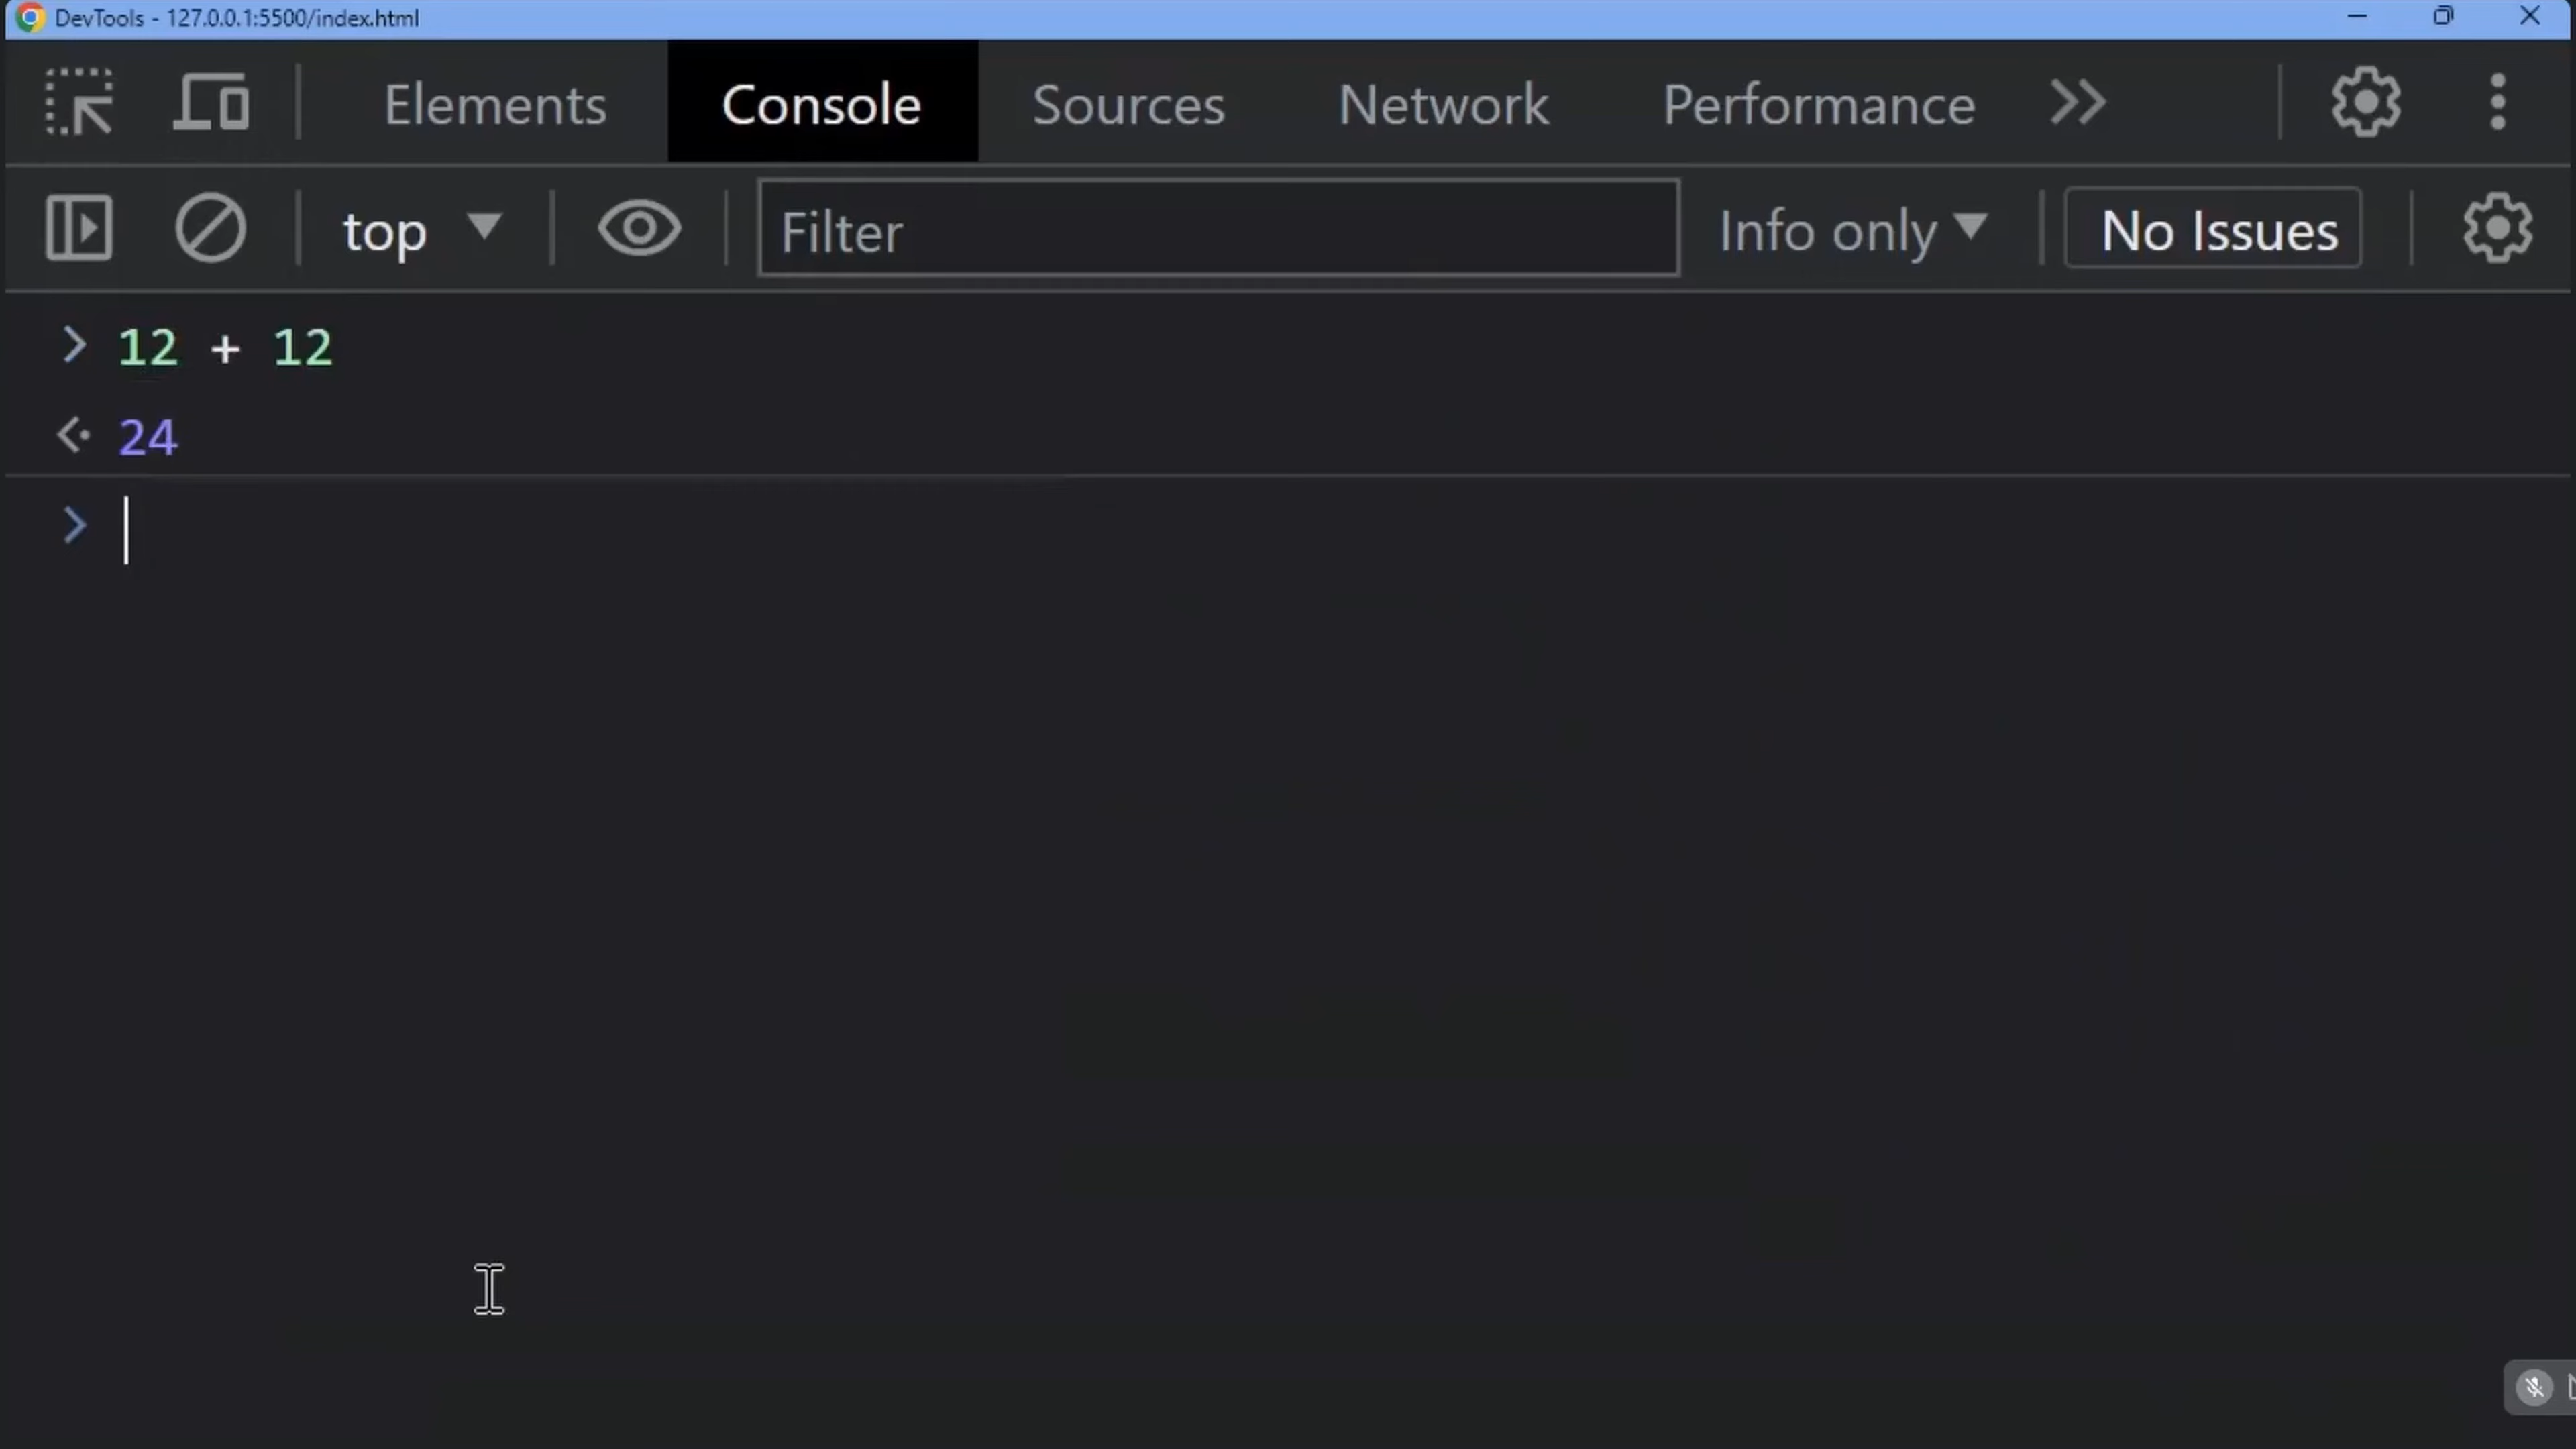 DevTools - 127.0.0.1:5500/index.html
Elements Console Sources Network Performance
top Filter Info only No Issues
> 12 + 12
24
>